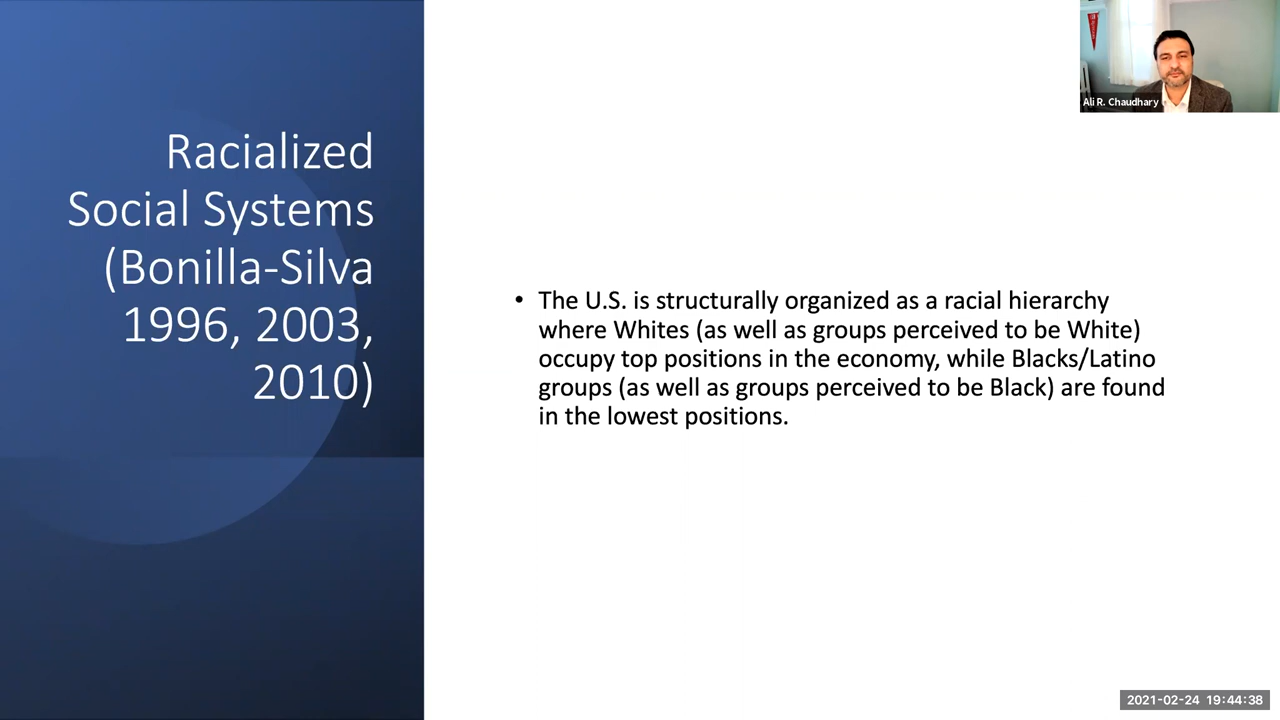 Racialized
Social Systems
(Bonilla-Silva
1996, 2003,
2010)
• The U.S. is structurally organized as a racial hierarchy
where Whites (as well as groups perceived to be White)
occupy top positions in the economy, while Blacks/Latino
groups (as well as groups perceived to be Black) are found
in the lowest positions.
Ali R. Chaudhary
2021-02-24 19:44:38